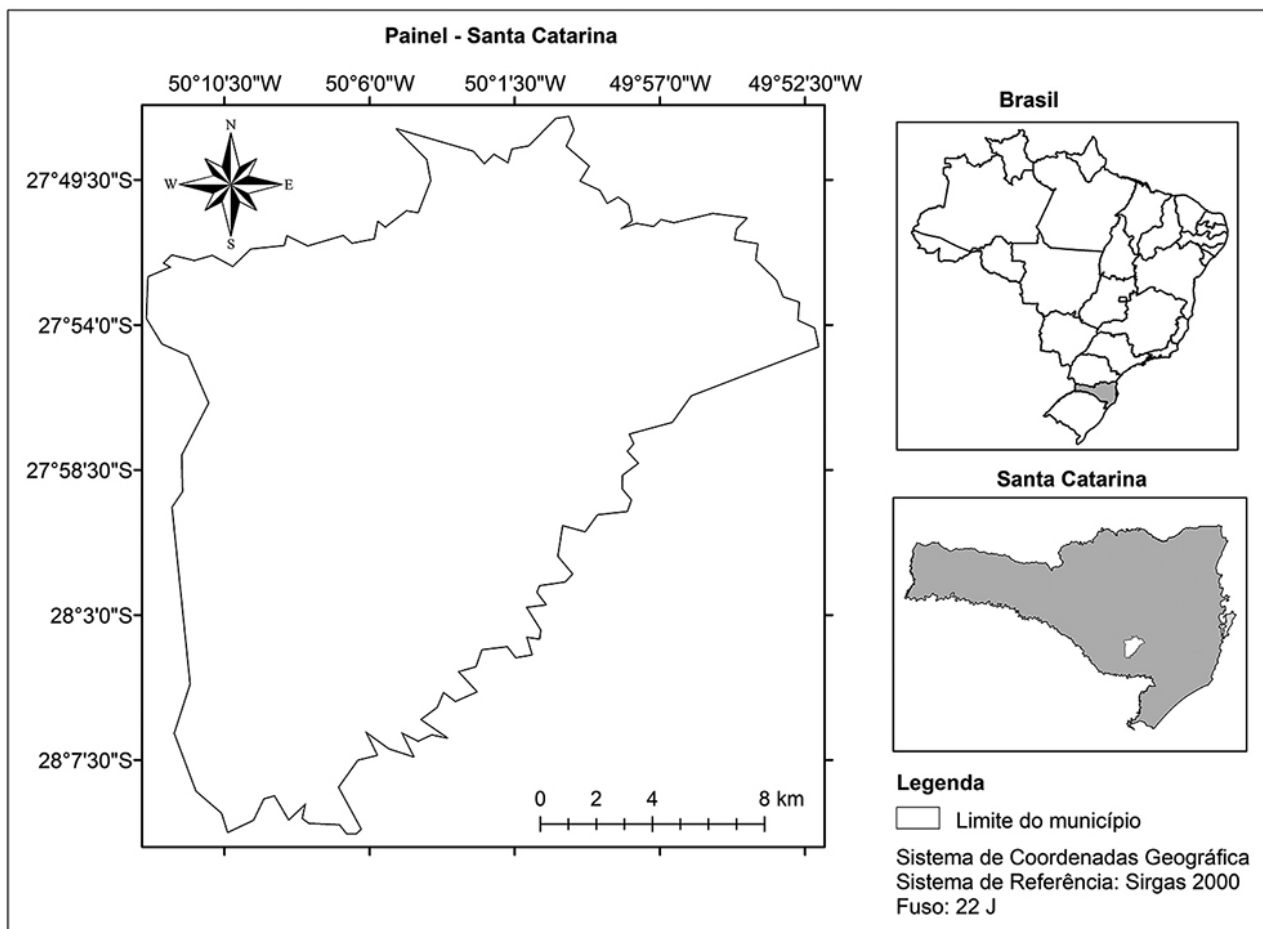 Painel - Santa Catarina
50°10'30"W 50°6'0"W 50°1'30"W 49°57'0"W 49°52'30"W
N
W E
S
27°49'30"S
27°54'0"S
27°58'30"S
28°3'0"S
28°7'30"S
0 2 4 8 km
Brasil
Santa Catarina
Legenda
Limite do município
Sistema de Coordenadas Geográfica
Sistema de Referência: Sirgas 2000
Fuso: 22 J